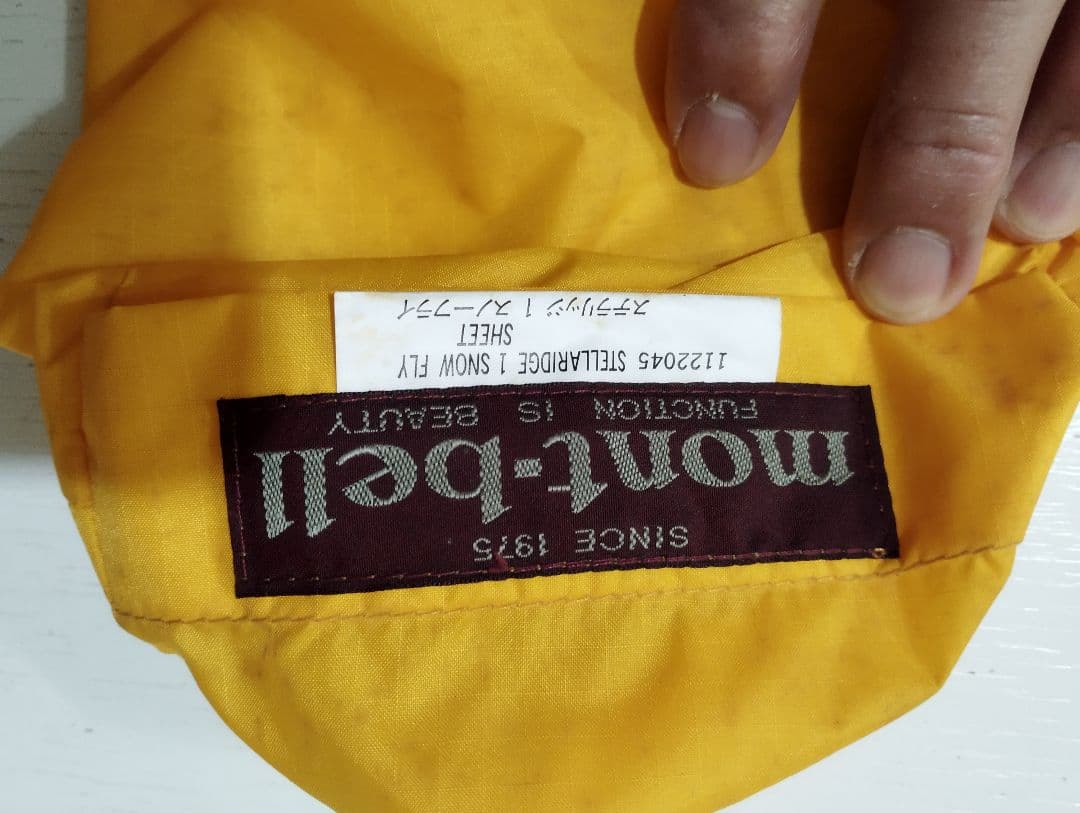 SINCE 1975
mont-bell
FUNCTION IS BEAUTY
1122045 STELLARIDGE 1 SNOW FLY
SHEET
ステラリッジ 1 スノーフライ